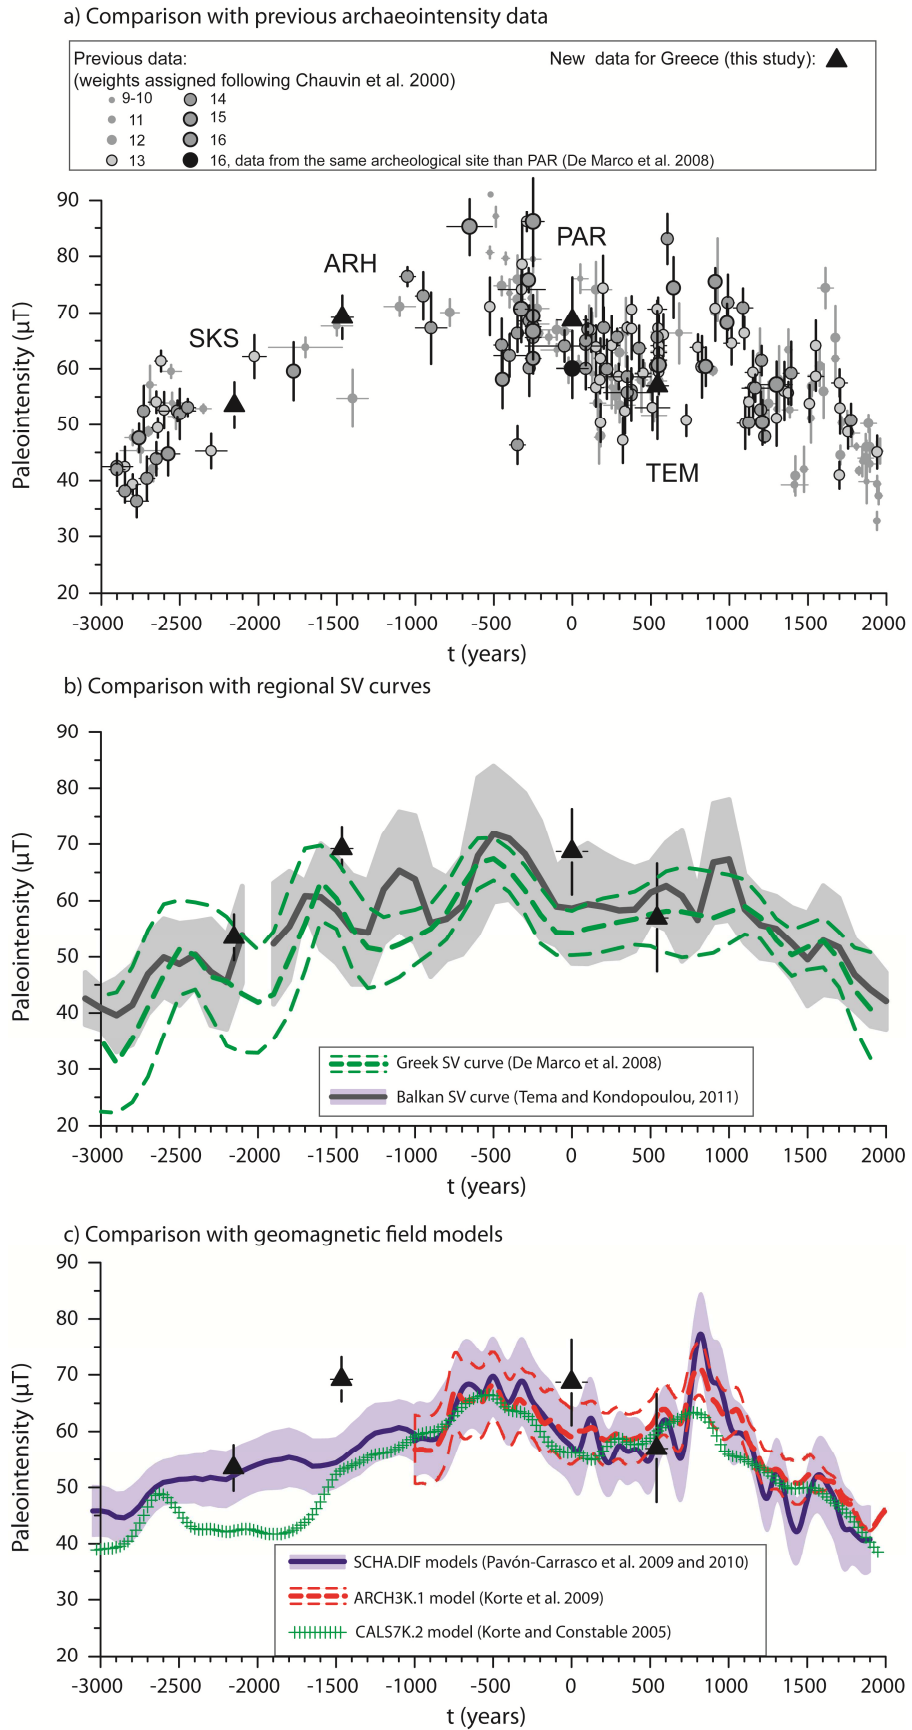 a) Comparison with previous archaeointensity data
Previous data:
New data for Greece (this study):
(weights assigned following Chauvin et al. 2000)
9-10
14
11
15
12
16
13
16, data from the same archeological site than PAR (De Marco et al. 2008)
90
80
70
60
50
40
30
20
Paleointensity (μT)
SKS
ARH
PAR
TEM
-3000 -2500 -2000 -1500 -1000 -500 0 500 1000 1500 2000
t (years)
b) Comparison with regional SV curves
90
80
70
60
50
40
30
20
Paleointensity (μT)
Greek SV curve (De Marco et al. 2008)
Balkan SV curve (Tema and Kondopoulou, 2011)
-3000 -2500 -2000 -1500 -1000 -500 0 500 1000 1500 2000
t (years)
c) Comparison with geomagnetic field models
90
80
70
60
50
40
30
20
Paleointensity (μT)
SCHA.DIF models (Pavón-Carrasco et al. 2009 and 2010)
ARCH3K.1 model (Korte et al. 2009)
CALS7K.2 model (Korte and Constable 2005)
-3000 -2500 -2000 -1500 -1000 -500 0 500 1000 1500 2000
t (years)